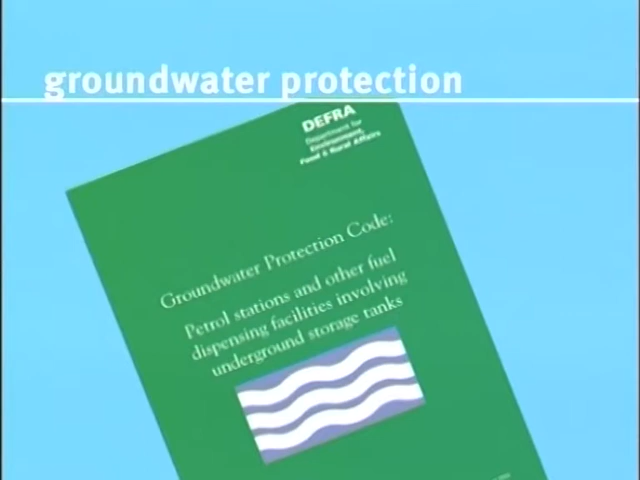 groundwater protection
DEFRA
Department for
Environment,
Food & Rural Affairs
Groundwater Protection Code:
Petrol stations and other fuel
dispensing facilities involving
underground storage tanks